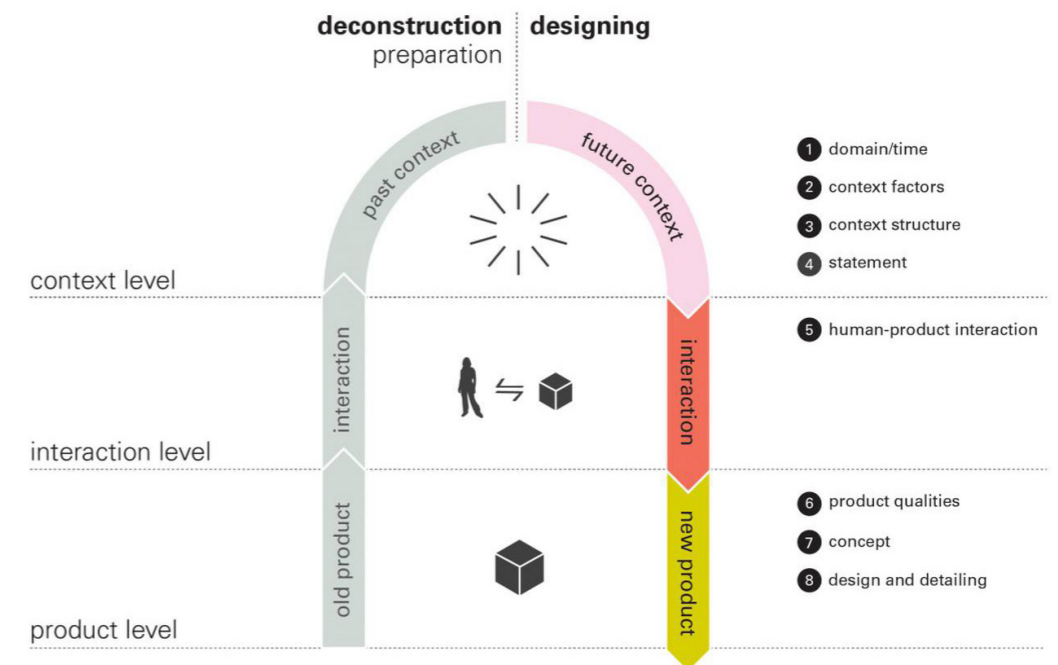 deconstruction
preparation
designing
past context
future context
1 domain/time
2 context factors
3 context structure
4 statement
context level
interaction
interaction
5 human-product interaction
interaction level
old product
new product
6 product qualities
7 concept
8 design and detailing
product level